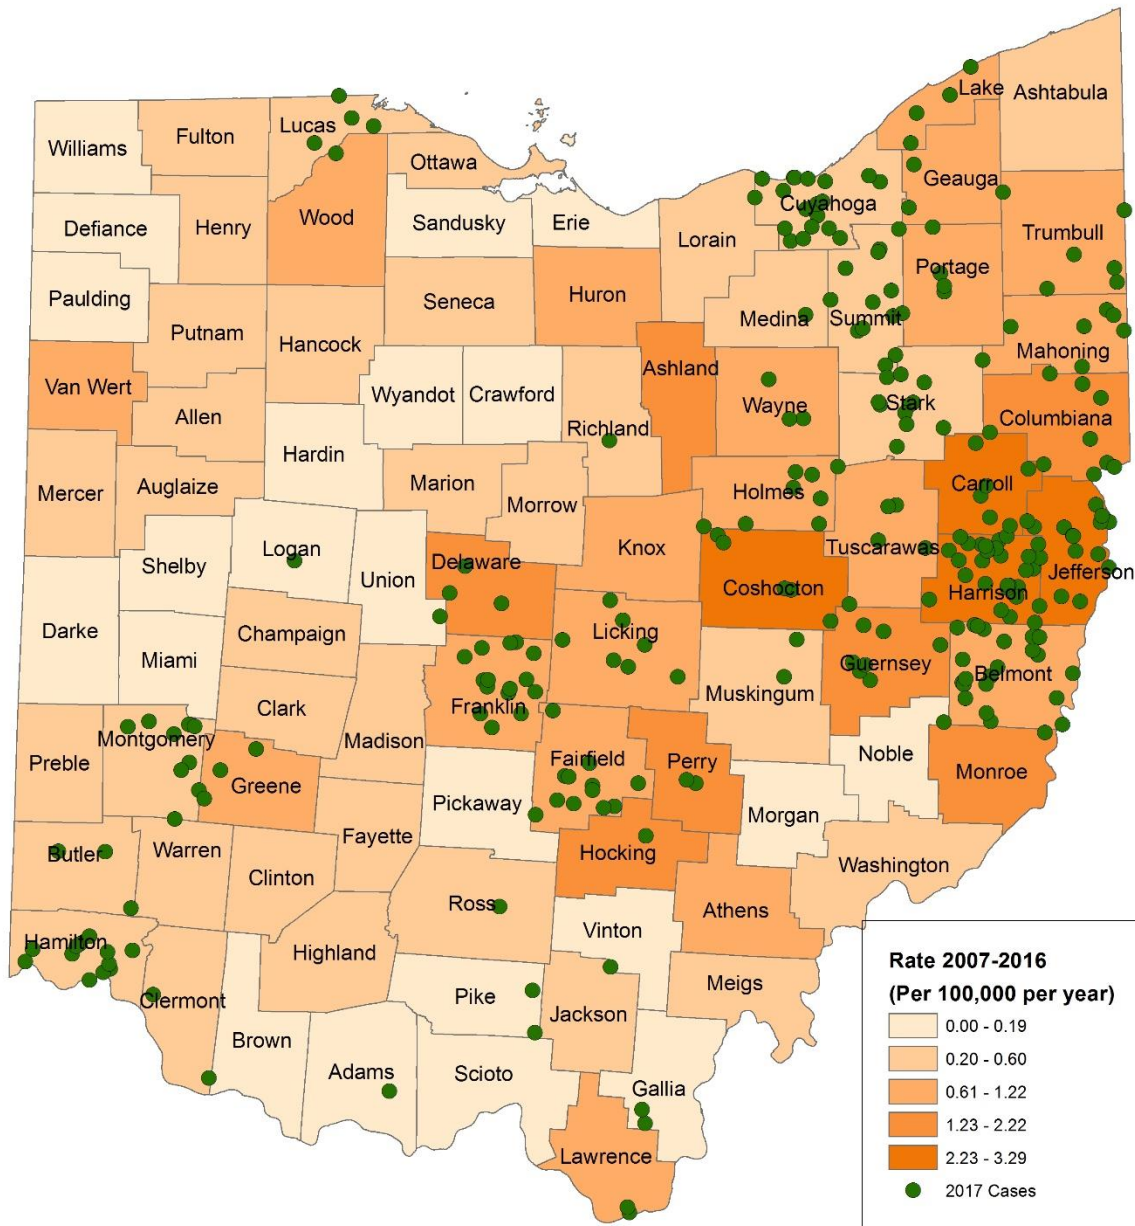 Lake
Ashtabula
Williams
Fulton
Lucas
Ottawa
Geauga
Cuyahoga
Defiance
Henry
Wood
Sandusky
Erie
Lorain
Trumbull
Paulding
Seneca
Huron
Portage
Putnam
Hancock
Medina
Summit
Mahoning
Van Wert
Allen
Wyandot
Crawford
Ashland
Wayne
Stark
Columbiana
Richland
Hardin
Mercer
Auglaize
Marion
Morrow
Holmes
Carroll
Logan
Shelby
Union
Delaware
Knox
Tuscarawas
Coshocton
Harrison
Jefferson
Darke
Champaign
Licking
Miami
Guernsey
Belmont
Clark
Franklin
Muskingum
Preble
Montgomery
Madison
Noble
Greene
Fairfield
Perry
Monroe
Pickaway
Morgan
Fayette
Butler
Warren
Clinton
Hocking
Washington
Ross
Athens
Hamilton
Highland
Vinton
Clermont
Pike
Jackson
Meigs
Brown
Adams
Scioto
Gallia
Lawrence
Rate 2007-2016
(Per 100,000 per year)
0.00 - 0.19
0.20 - 0.60
0.61 - 1.22
1.23 - 2.22
2.23 - 3.29
2017 Cases